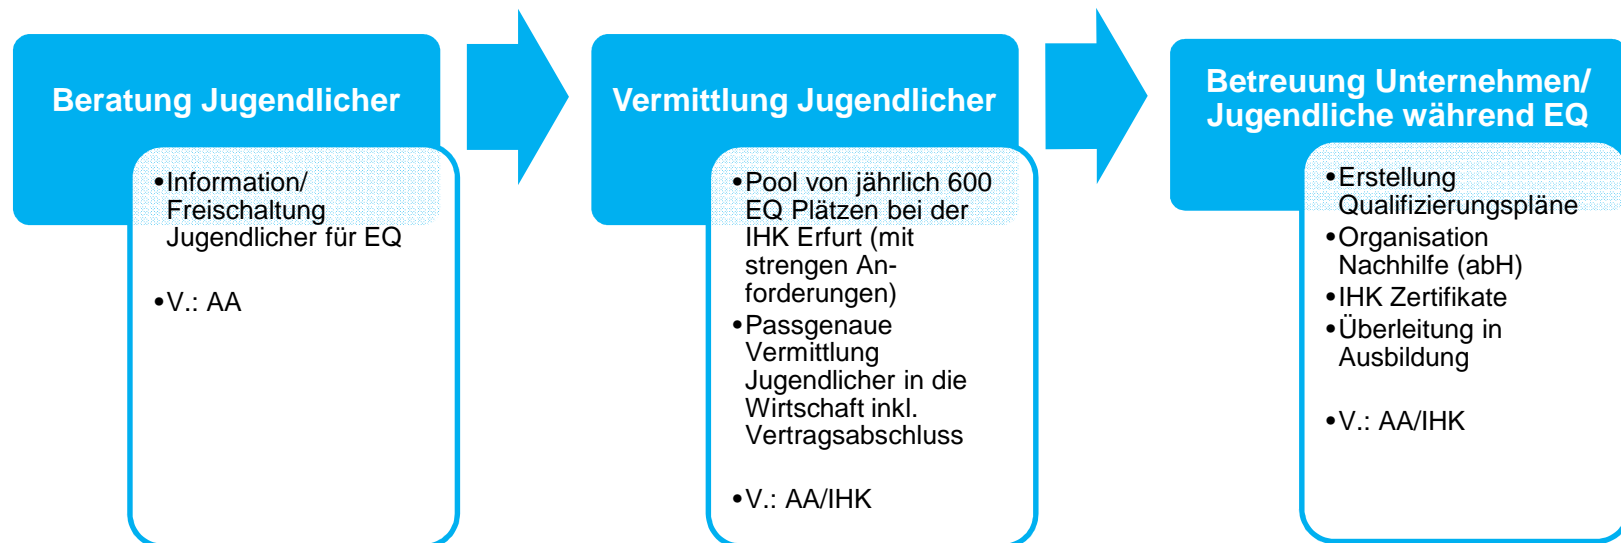 Beratung Jugendlicher
•Information/
Freischaltung
Jugendlicher für EQ
•V.: AA
Vermittlung Jugendlicher
•Pool von jährlich 600
EQ Plätzen bei der
IHK Erfurt (mit
strengen An-
forderungen)
•Passgenaue
Vermittlung
Jugendlicher in die
Wirtschaft inkl.
Vertragsabschluss
•V.: AA/IHK
Betreuung Unternehmen/
Jugendliche während EQ
•Erstellung
Qualifizierungspläne
•Organisation
Nachhilfe (abH)
•IHK Zertifikate
•Überleitung in
Ausbildung
•V.: AA/IHK